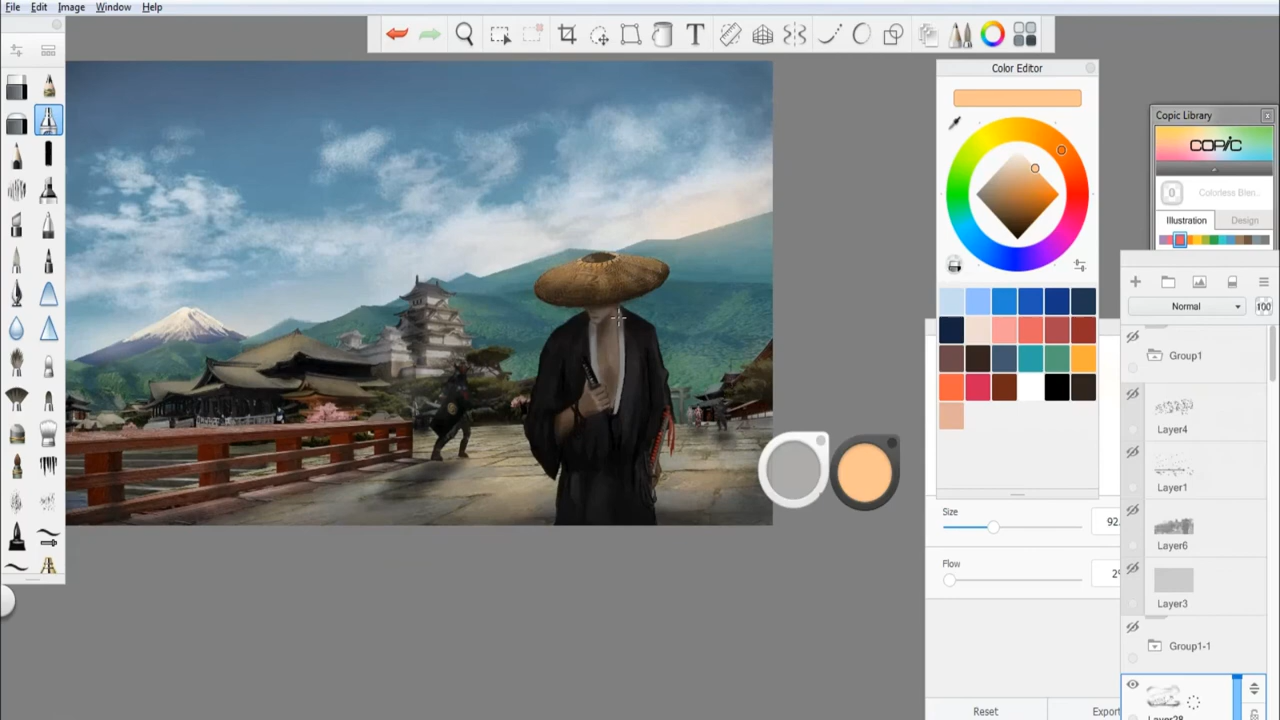 File Edit Image Window Help
T
Color Editor
Copic Library
COPIC
0 Colorless Blen..
Illustration Design
Normal 100
Group1
Layer4
Layer1
Layer6
Layer3
Group1-1
Size 92.
Flow 2
Reset Export